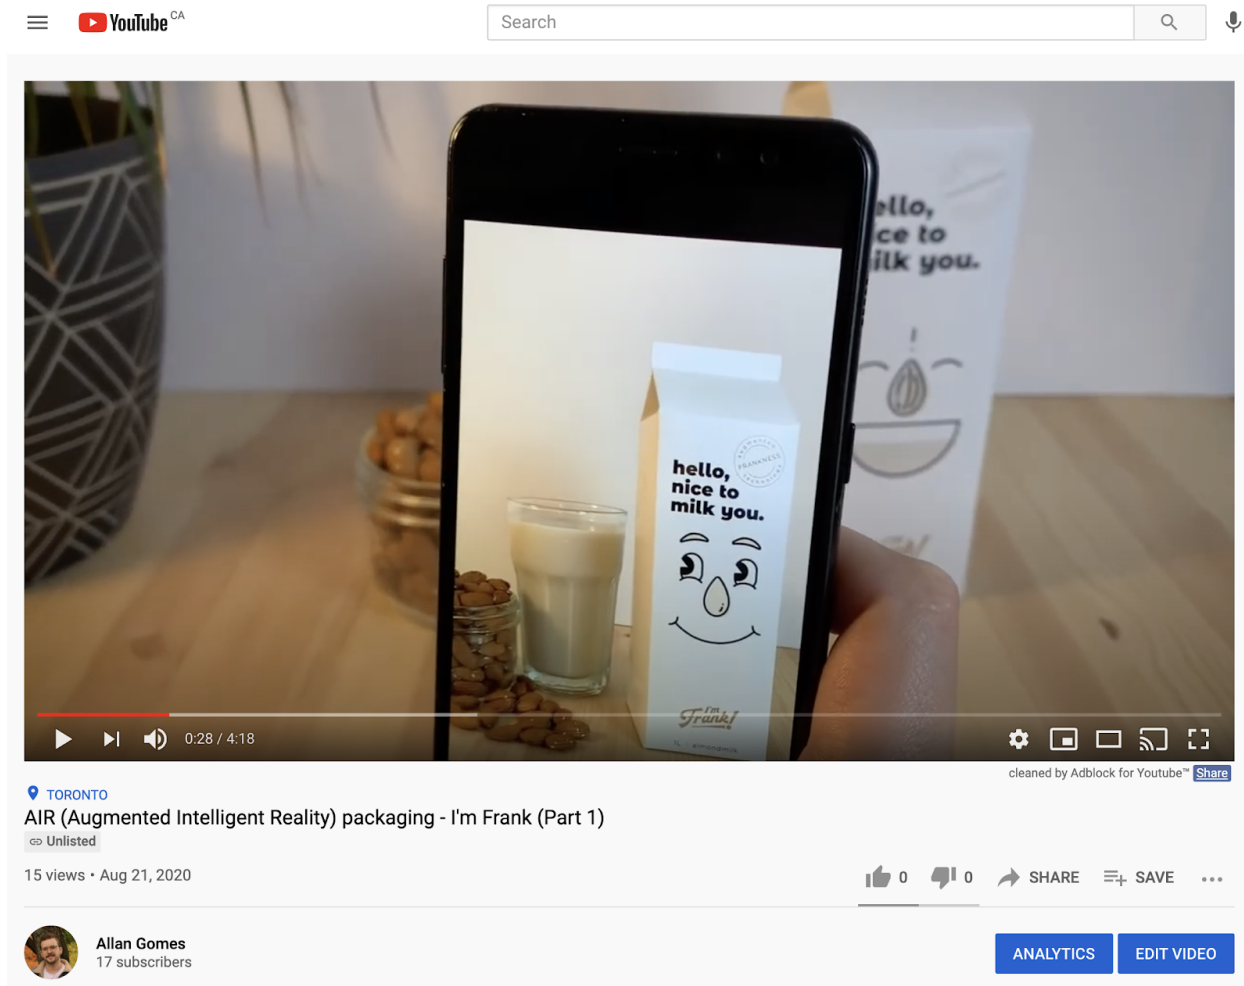 YouTube CA
Search
ello,
ce to
ilk you.
FRANKNESS
hello,
nice to
milk you.
I'm
Frank!
0:28 / 4:18
cleaned by Adblock for Youtube™ Share
TORONTO
AIR (Augmented Intelligent Reality) packaging - I'm Frank (Part 1)
Unlisted
15 views • Aug 21, 2020
0 0 SHARE SAVE
Allan Gomes
17 subscribers
ANALYTICS EDIT VIDEO